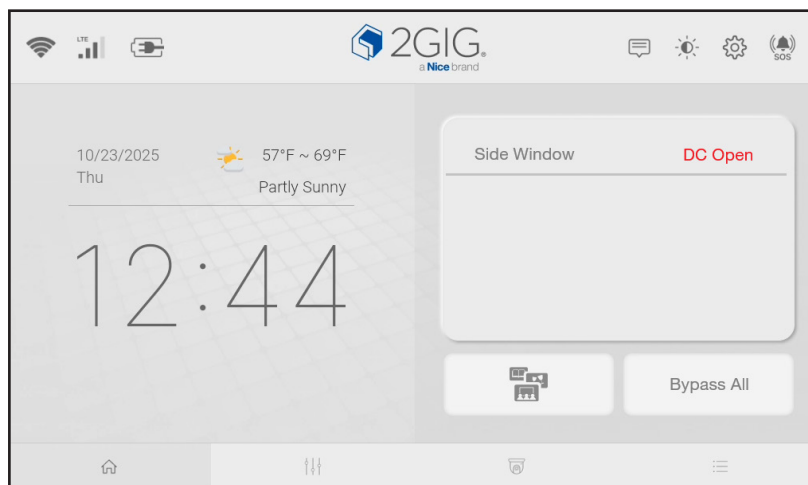 LTE
2GIG.
a Nice brand
SOS
10/23/2025
Thu
57°F ~ 69°F
Partly Sunny
12:44
Side Window DC Open
Bypass All